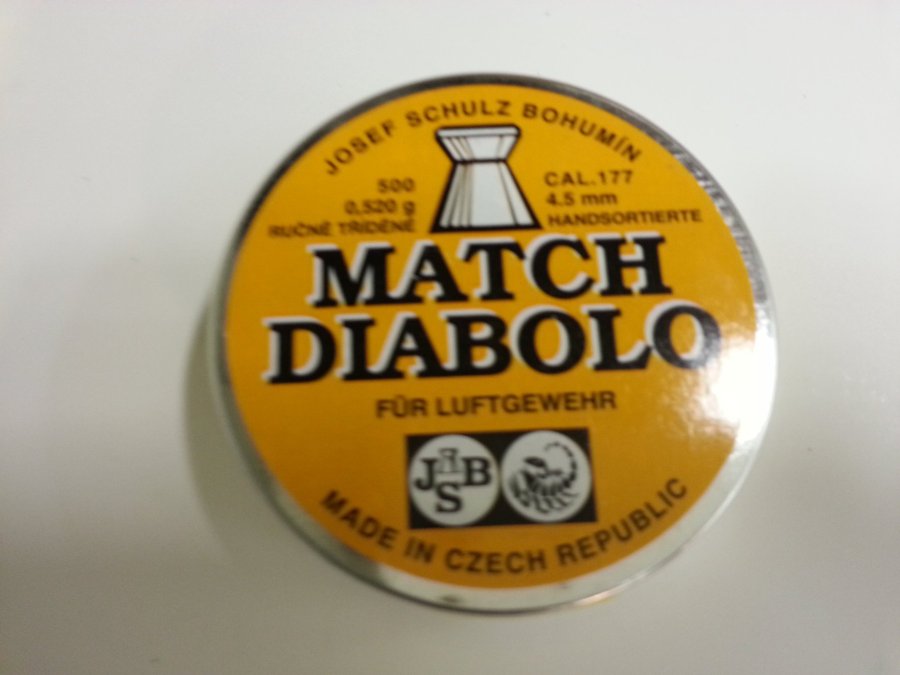 JOSEF SCHULZ BOHUMÍN
500
0,520 g
RUČNĚ TŘÍDĚNÉ
CAL.177
4.5 mm
HANDSORTIERTE
MATCH
DIABOLO
FÜR LUFTGEWEHR
JSB
MADE IN CZECH REPUBLIC